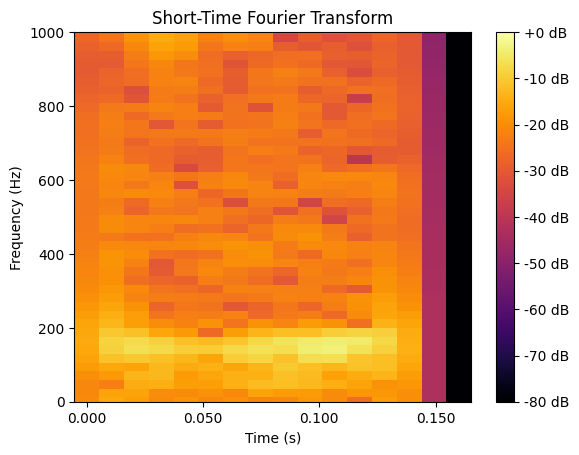 Short-Time Fourier Transform
1000
800
600
400
200
0
Frequency (Hz)
0.000
0.050
0.100
0.150
Time (s)
+0 dB
-10 dB
-20 dB
-30 dB
-40 dB
-50 dB
-60 dB
-70 dB
-80 dB